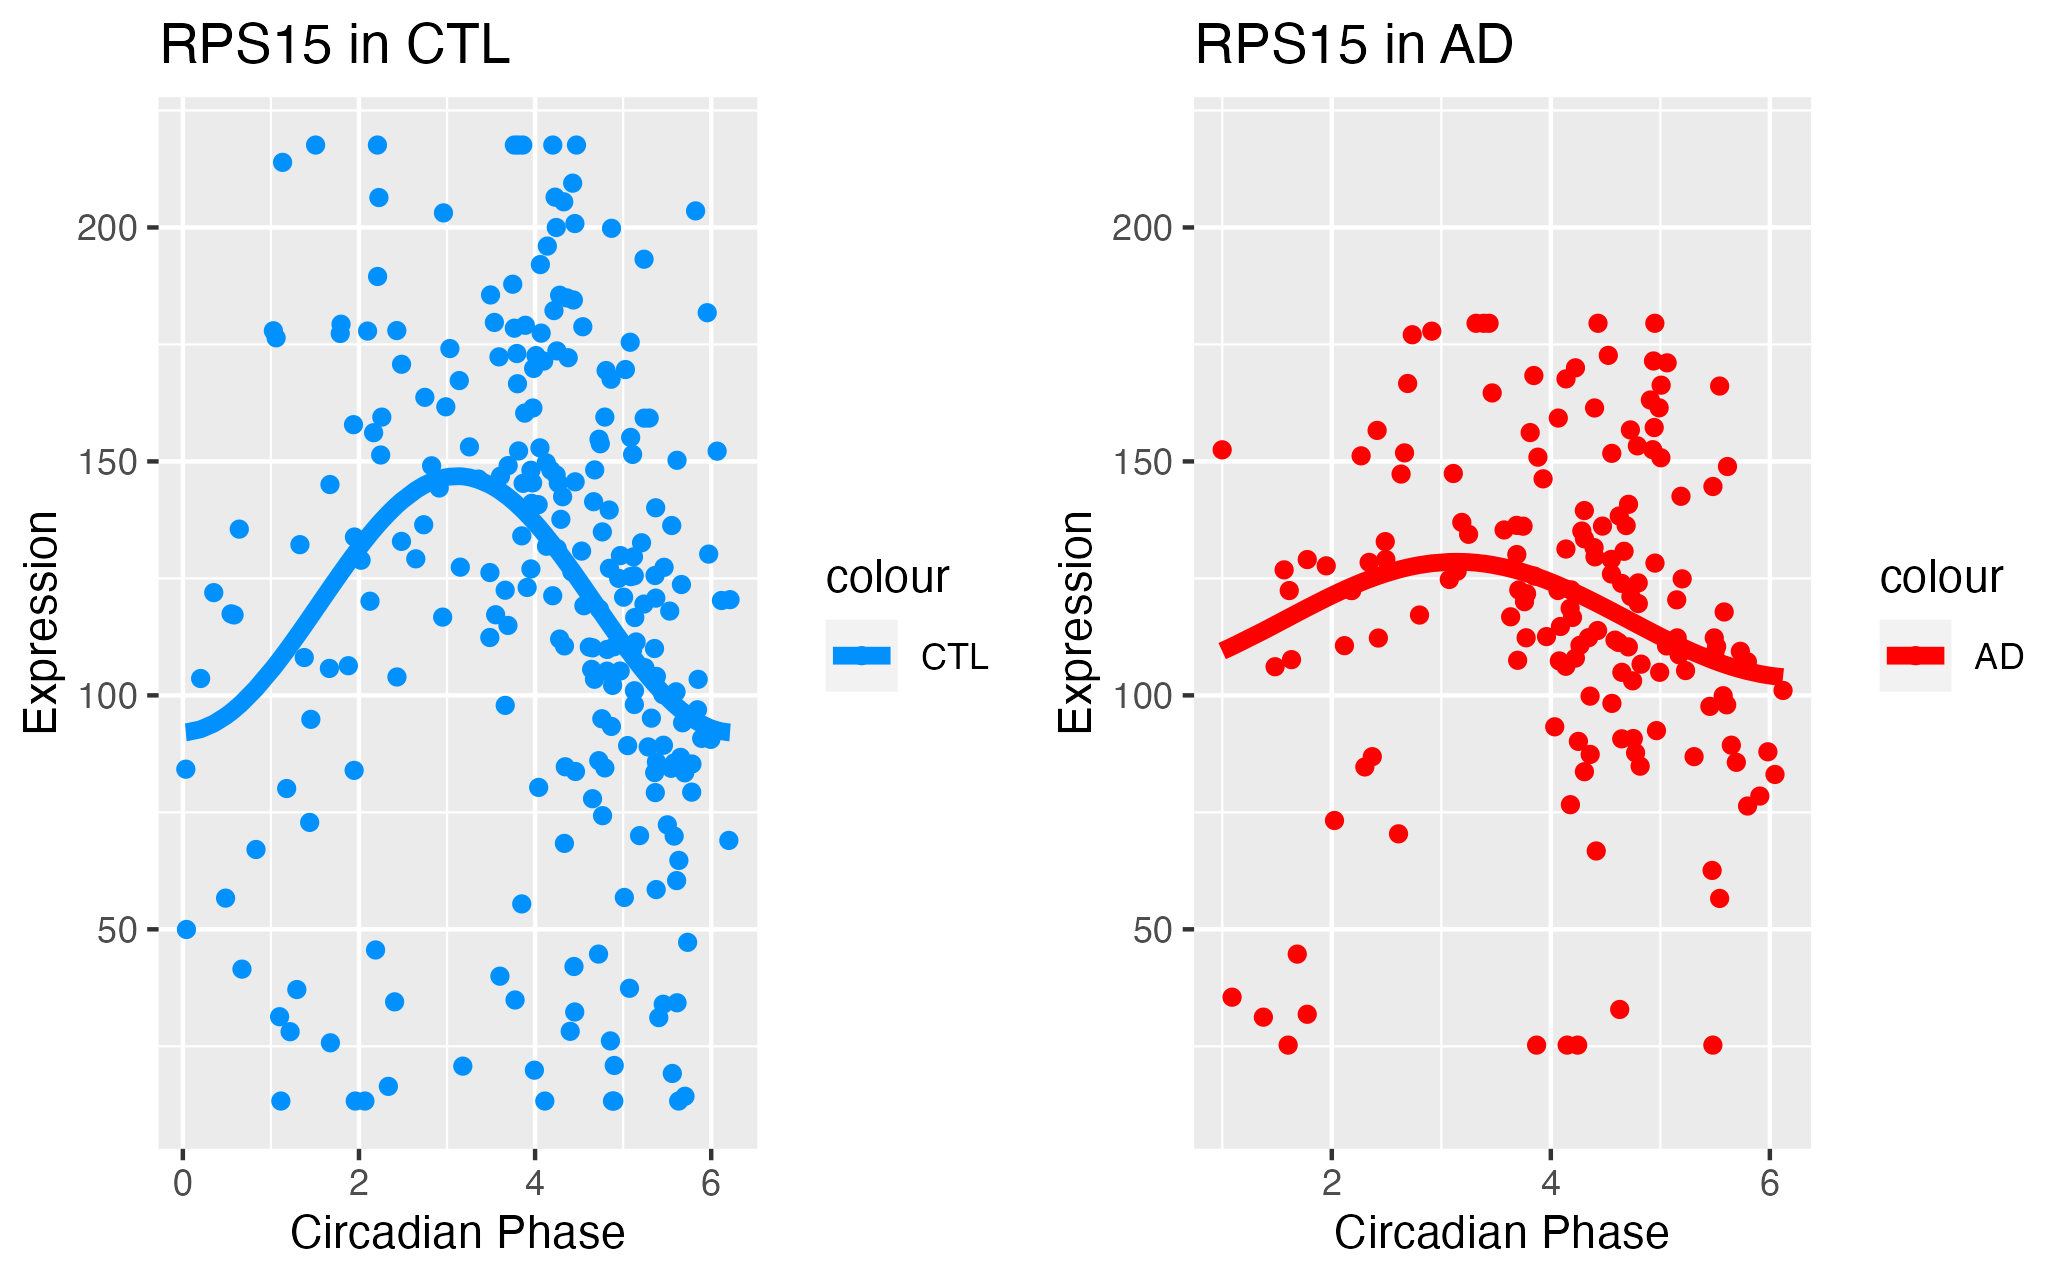 RPS15 in CTL
Expression
200
150
100
50
0 2 4 6
Circadian Phase
colour
CTL
RPS15 in AD
Expression
200
150
100
50
2 4 6
Circadian Phase
colour
AD